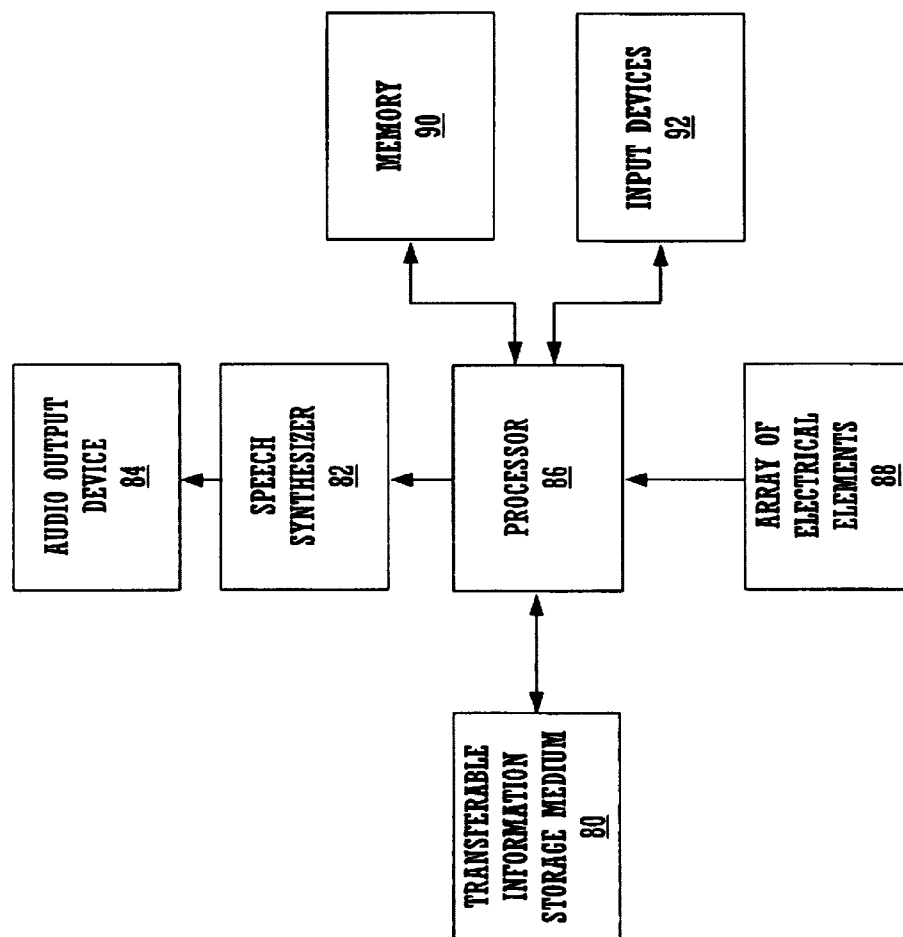 MEMORY
90
INPUT DEVICES
92
AUDIO OUTPUT
DEVICE
84
SPEECH
SYNTHESIZER
82
PROCESSOR
86
ARRAY OF
ELECTRICAL
ELEMENTS
88
TRANSFERABLE
INFORMATION
STORAGE MEDIUM
80